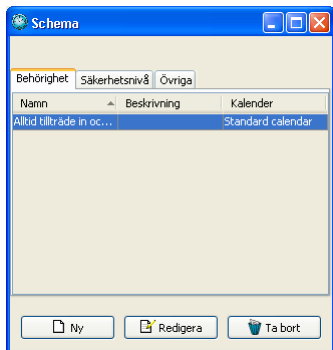 Schema
Behörighet Säkerhetsnivå Övriga
Namn Beskrivning Kalender
Alltid tillträde in oc... Standard calendar
Ny Redigera Ta bort